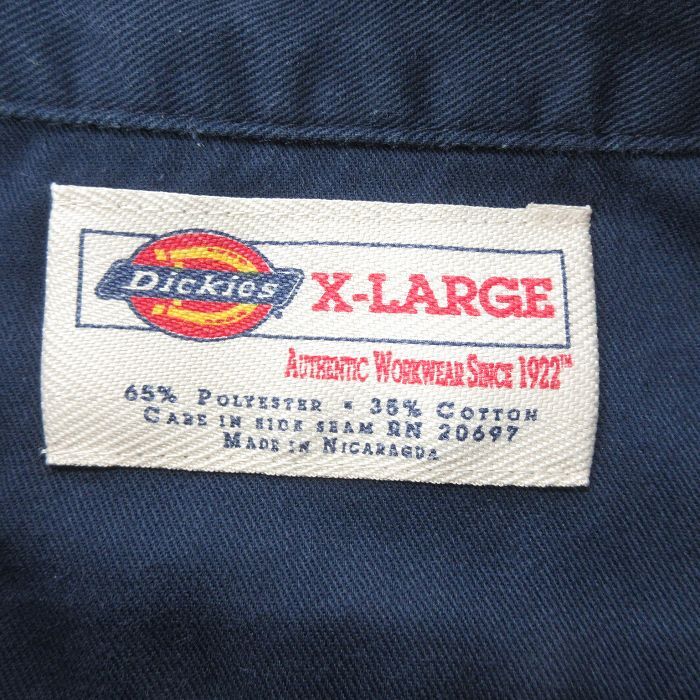 Dickies X-LARGE
AUTHENTIC WORKWEAR SINCE 1922™
65% POLYESTER • 35% COTTON
CARE IN SIDE SEAM RN 20697
MADE IN NICARAGUA